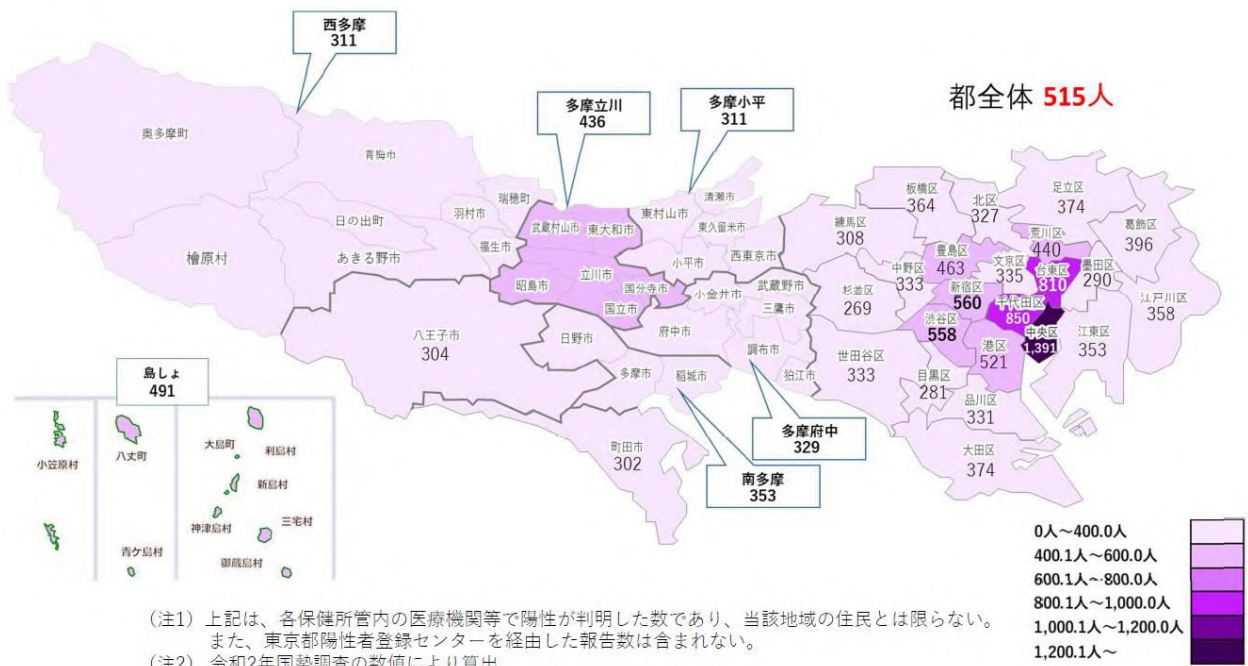 西多摩
311
多摩立川
436
多摩小平
311
都全体 515人
奥多摩町
青梅市
瑞穂町
羽村市
日の出町
福生市
あきる野市
檜原村
武蔵村山市
東大和市
昭島市
立川市
国分寺市
国立市
東村山市
清瀬市
東久留米市
小平市
西東京市
小金井市
武蔵野市
三鷹市
府中市
調布市
狛江市
八王子市
304
日野市
多摩市
稲城市
町田市
302
多摩府中
329
南多摩
353
板橋区
364
北区
327
足立区
374
葛飾区
396
練馬区
308
豊島区
463
荒川区
440
文京区
335
台東区
810
墨田区
290
中野区
333
杉並区
269
新宿区
560
千代田区
850
江戸川区
358
渋谷区
558
中央区
1,391
江東区
353
港区
521
世田谷区
333
目黒区
281
品川区
331
大田区
374
島しょ
491
小笠原村
八丈町
青ケ島村
大島町
利島村
新島村
神津島村
三宅村
御蔵島村
0人～400.0人
400.1人～600.0人
600.1人～800.0人
800.1人～1,000.0人
1,000.1人～1,200.0人
1,200.1人～
（注1）上記は、各保健所管内の医療機関等で陽性が判明した数であり、当該地域の住民とは限らない。
また、東京都陽性者登録センターを経由した報告数は含まれない。
（注2）令和2年国勢調査の数値により算出